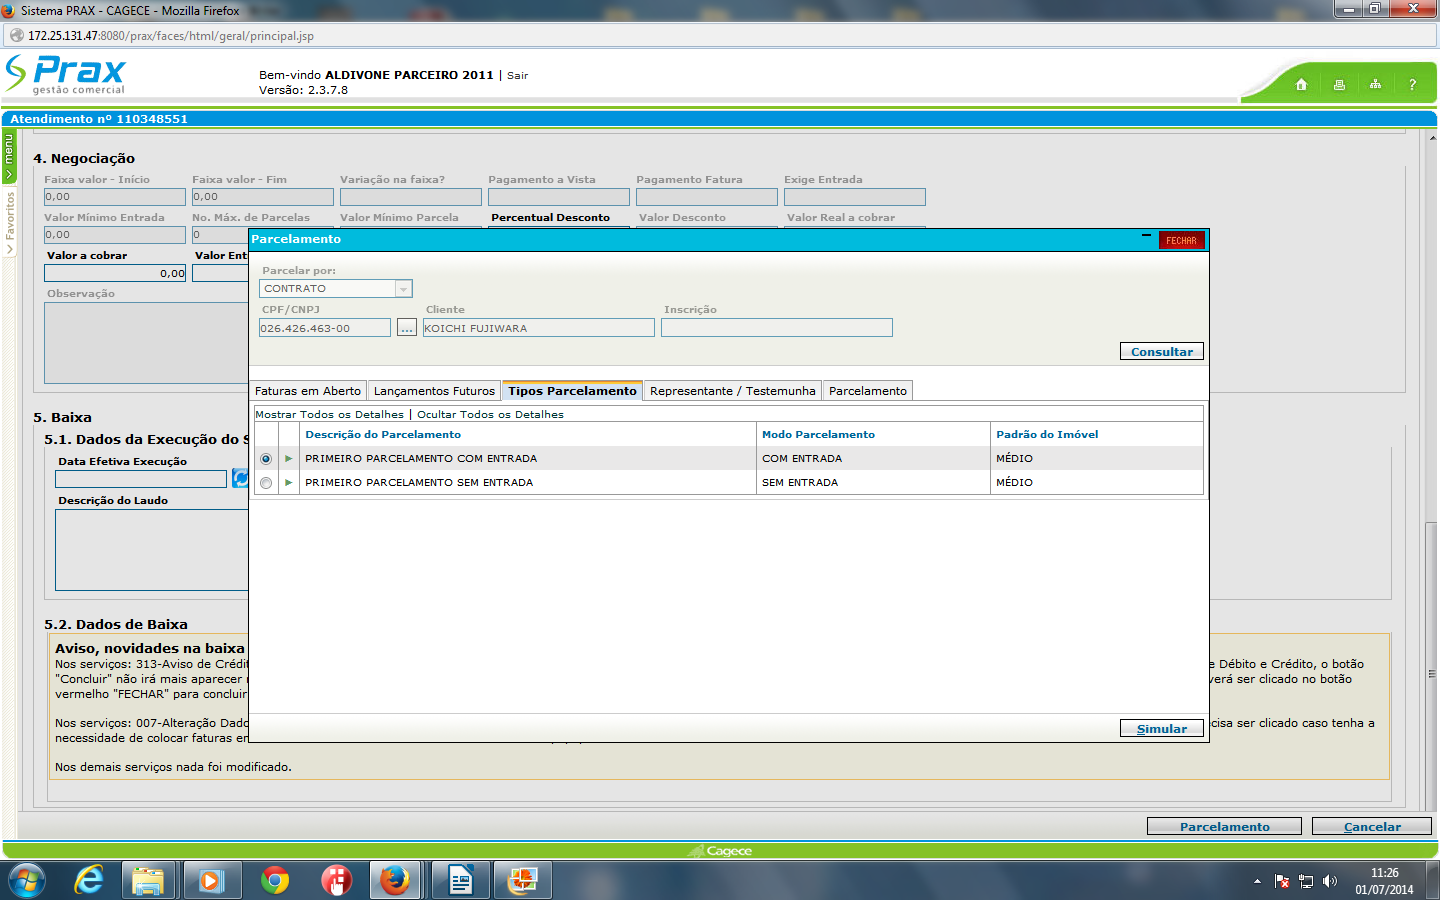 Sistema PRAX - CAGECE - Mozilla Firefox
172.25.131.47:8080/prax/faces/html/geral/principal.jsp
Prax
gestão comercial
Bem-vindo ALDIVONE PARCEIRO 2011 | Sair
Versão: 2.3.7.8
?
Atendimento nº 110348551
menu
Favoritos
4. Negociação
Faixa valor - Início Faixa valor - Fim Variação na faixa? Pagamento a Vista Pagamento Fatura Exige Entrada
0,00 0,00
Valor Mínimo Entrada No. Máx. de Parcelas Valor Mínimo Parcela Percentual Desconto Valor Desconto Valor Real a cobrar
0,00 0
Valor a cobrar Valor Ent
0,00
Observação
Parcelamento
FECHAR
Parcelar por:
CONTRATO
CPF/CNPJ Cliente Inscrição
026.426.463-00 ... KOICHI FUJIWARA
Consultar
Faturas em Aberto Lançamentos Futuros Tipos Parcelamento Representante / Testemunha Parcelamento
Mostrar Todos os Detalhes | Ocultar Todos os Detalhes
Descrição do Parcelamento Modo Parcelamento Padrão do Imóvel
PRIMEIRO PARCELAMENTO COM ENTRADA COM ENTRADA MÉDIO
PRIMEIRO PARCELAMENTO SEM ENTRADA SEM ENTRADA MÉDIO
Simular
5. Baixa
5.1. Dados da Execução do S
Data Efetiva Execução
Descrição do Laudo
5.2. Dados de Baixa
Aviso, novidades na baixa
Nos serviços: 313-Aviso de Crédit e Débito e Crédito, o botão
"Concluir" não irá mais aparecer verá ser clicado no botão
vermelho "FECHAR" para concluir
Nos serviços: 007-Alteração Dado cisa ser clicado caso tenha a
necessidade de colocar faturas en
Nos demais serviços nada foi modificado.
Parcelamento Cancelar
Cagece
11:26
01/07/2014